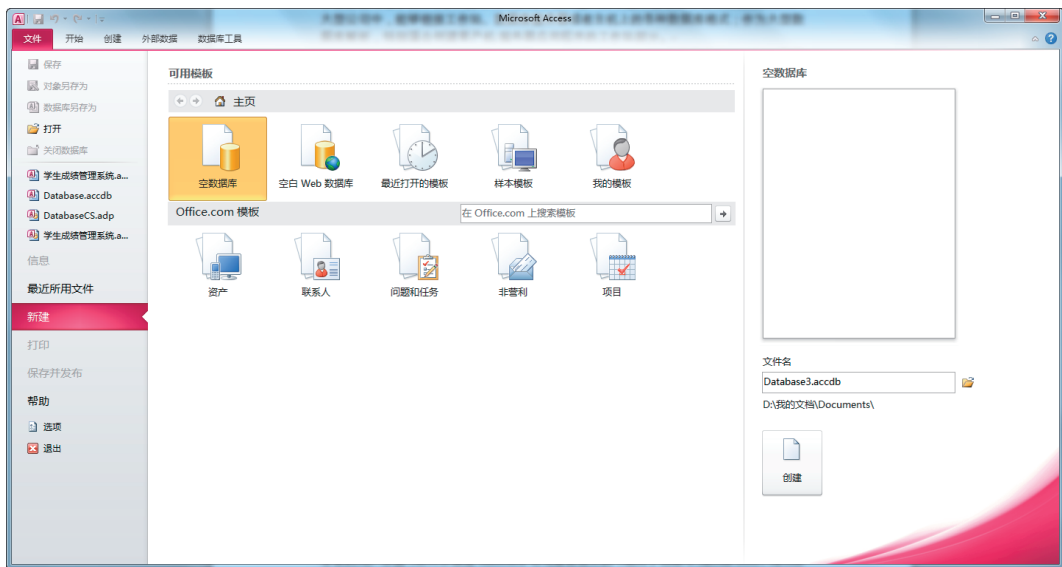 Microsoft Access
文件 开始 创建 外部数据 数据库工具
保存
对象另存为
数据库另存为
打开
关闭数据库
学生成绩管理系统.a...
Database.accdb
DatabaseCS.adp
学生成绩管理系统.a...
信息
最近所用文件
新建
打印
保存并发布
帮助
选项
退出
可用模板
主页
空数据库
空白 Web 数据库
最近打开的模板
样本模板
我的模板
Office.com 模板
在 Office.com 上搜索模板
资产
联系人
问题和任务
非营利
项目
空数据库
文件名
Database3.accdb
D:\我的文档\Documents\
创建